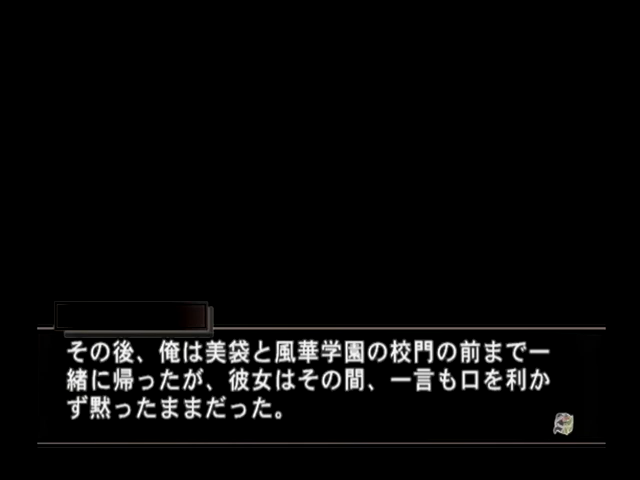 その後、俺は美袋と風華学園の校門の前まで一
緒に帰ったが、彼女はその間、一言も口を利か
ず黙ったままだった。